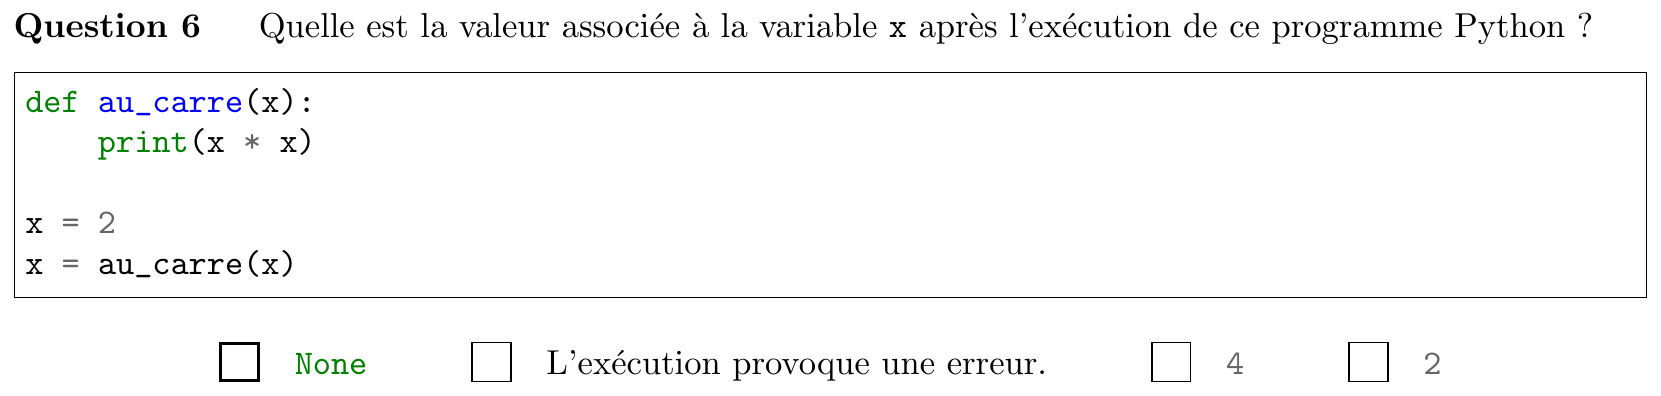 Question 6 Quelle est la valeur associée à la variable x après l'exécution de ce programme Python ?
def au_carre(x):
    print(x * x)
x = 2
x = au_carre(x)
None L'exécution provoque une erreur. 4 2